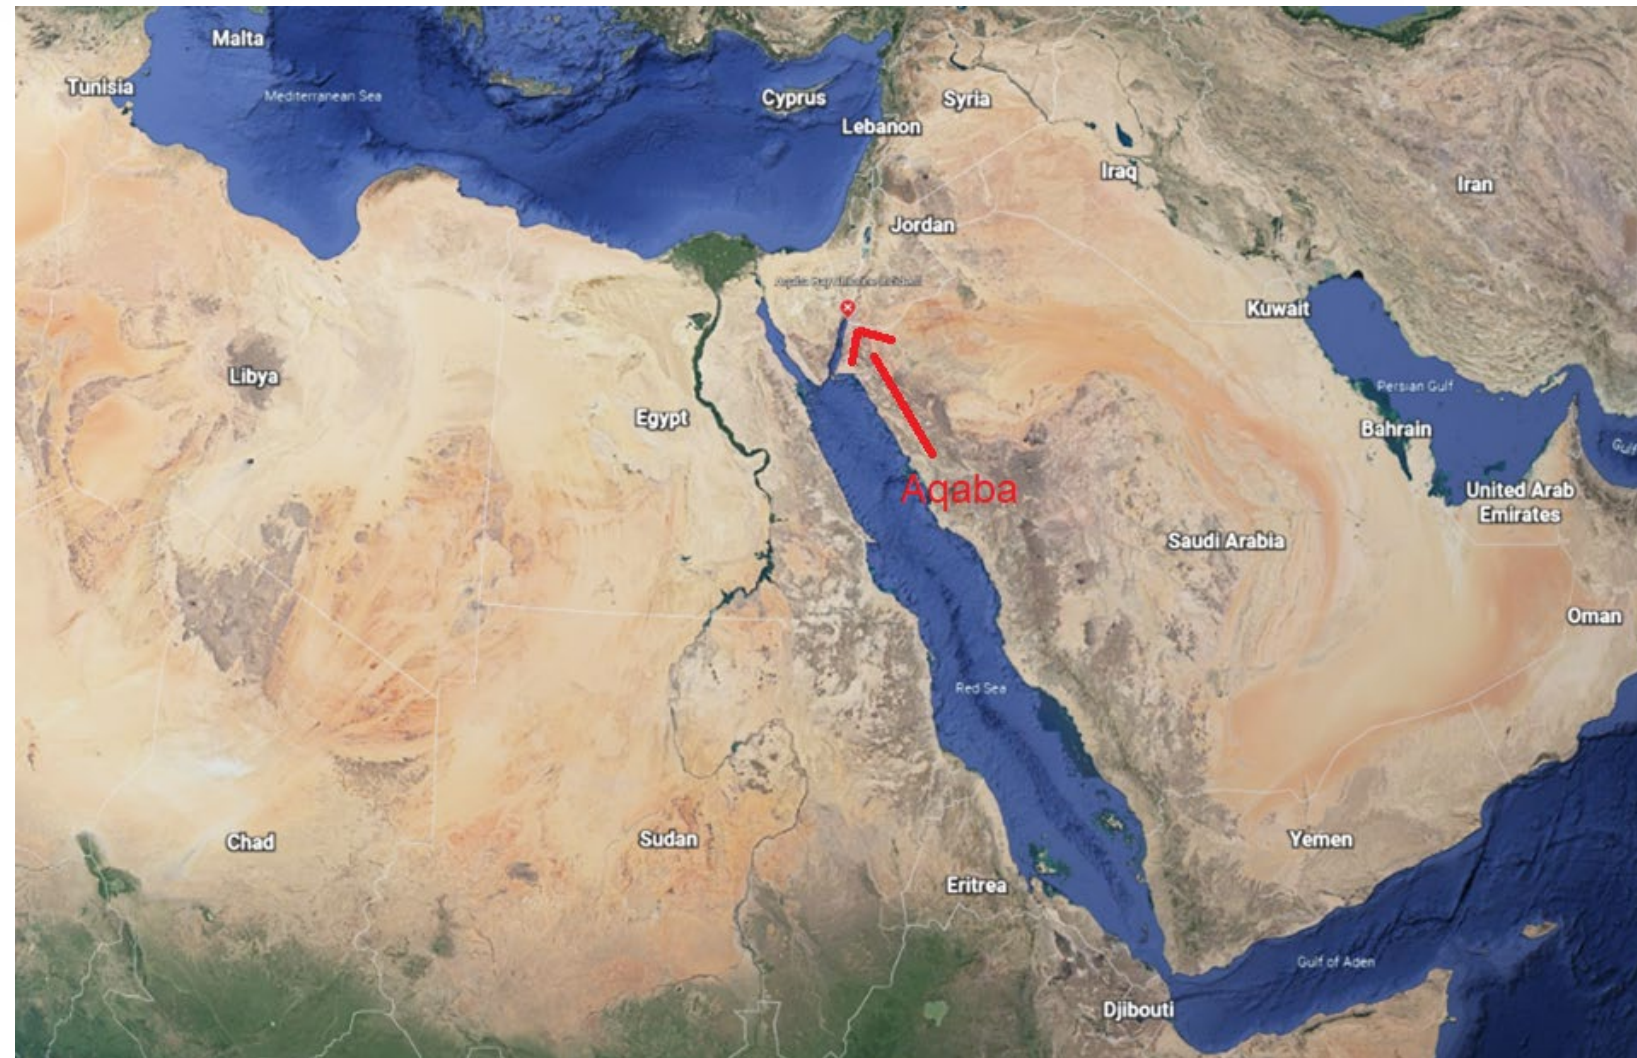 Malta
Tunisia
Mediterranean Sea
Cyprus
Syria
Lebanon
Iraq
Iran
Jordan
Kuwait
Libya
Persian Gulf
Egypt
Bahrain
Aqaba
United Arab
Emirates
Saudi Arabia
Oman
Red Sea
Chad
Sudan
Yemen
Eritrea
Gulf of Aden
Djibouti